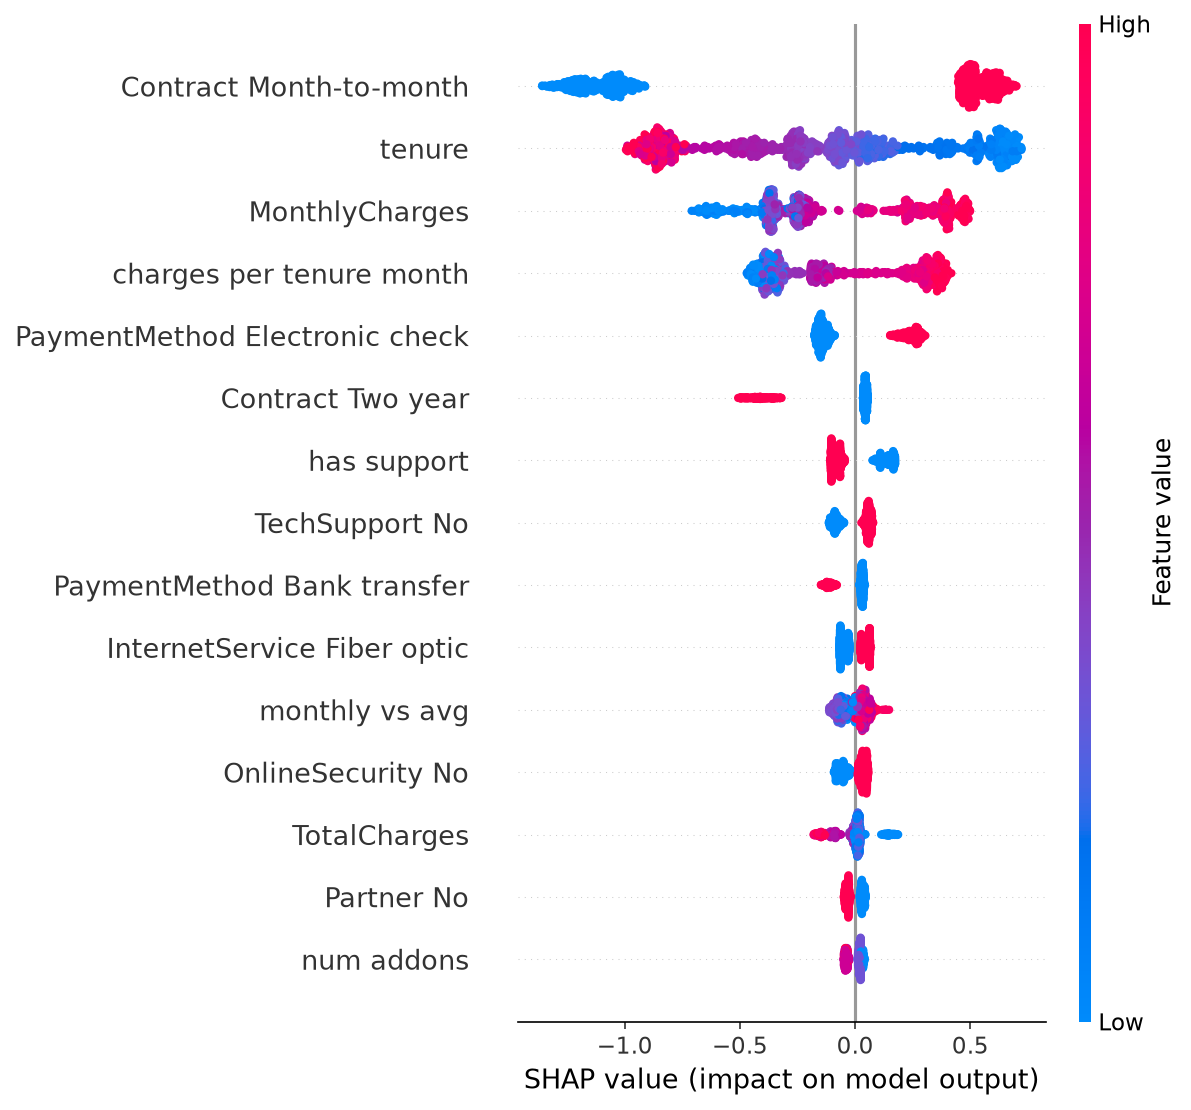 High
Contract Month-to-month
tenure
MonthlyCharges
charges per tenure month
PaymentMethod Electronic check
Contract Two year
has support
TechSupport No
PaymentMethod Bank transfer
InternetService Fiber optic
monthly vs avg
OnlineSecurity No
TotalCharges
Partner No
num addons
Feature value
Low
−1.0 −0.5 0.0 0.5
SHAP value (impact on model output)